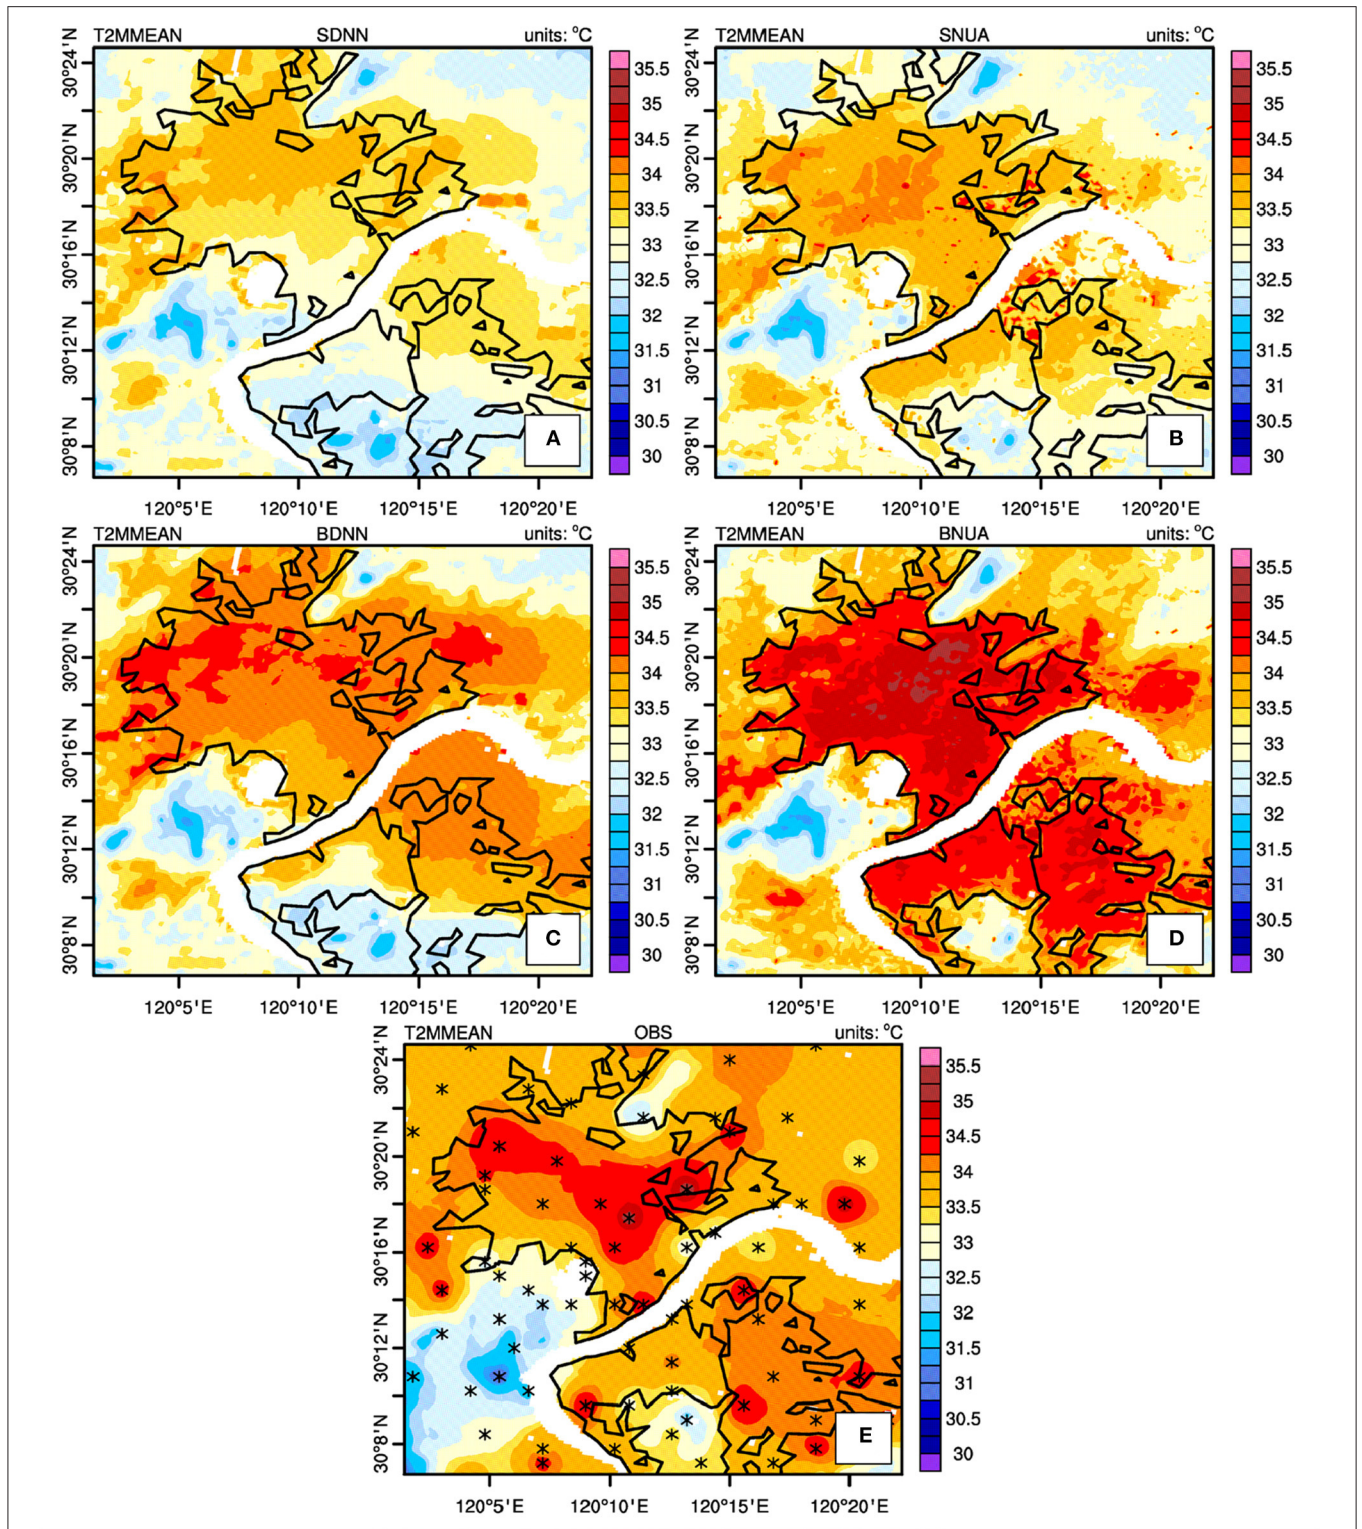 T2MMEAN SDNN units: °C
30°24'N
30°20'N
30°16'N
30°12'N
30°8'N
120°5'E 120°10'E 120°15'E 120°20'E
35.5
35
34.5
34
33.5
33
32.5
32
31.5
31
30.5
30
A
T2MMEAN SNUA units: °C
30°24'N
30°20'N
30°16'N
30°12'N
30°8'N
120°5'E 120°10'E 120°15'E 120°20'E
35.5
35
34.5
34
33.5
33
32.5
32
31.5
31
30.5
30
B
T2MMEAN BDNN units: °C
30°24'N
30°20'N
30°16'N
30°12'N
30°8'N
120°5'E 120°10'E 120°15'E 120°20'E
35.5
35
34.5
34
33.5
33
32.5
32
31.5
31
30.5
30
C
T2MMEAN BNUA units: °C
30°24'N
30°20'N
30°16'N
30°12'N
30°8'N
120°5'E 120°10'E 120°15'E 120°20'E
35.5
35
34.5
34
33.5
33
32.5
32
31.5
31
30.5
30
D
T2MMEAN OBS units: °C
30°24'N
30°20'N
30°16'N
30°12'N
30°8'N
120°5'E 120°10'E 120°15'E 120°20'E
35.5
35
34.5
34
33.5
33
32.5
32
31.5
31
30.5
30
E